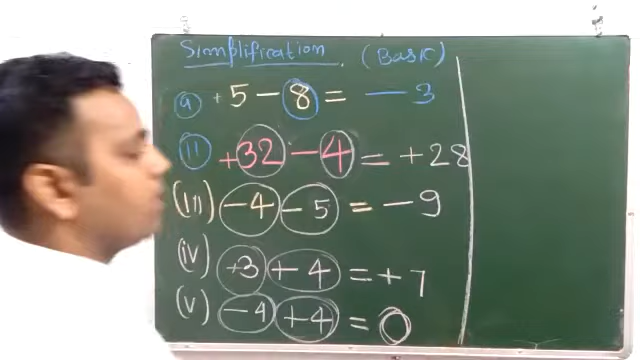 Simplification. (Basic)
(a) +5 - 8 = - 3
(ii) +32 - 4 = +28
(iii) -4 - 5 = -9
(iv) +3 + 4 = +7
(v) -4 +4 = 0